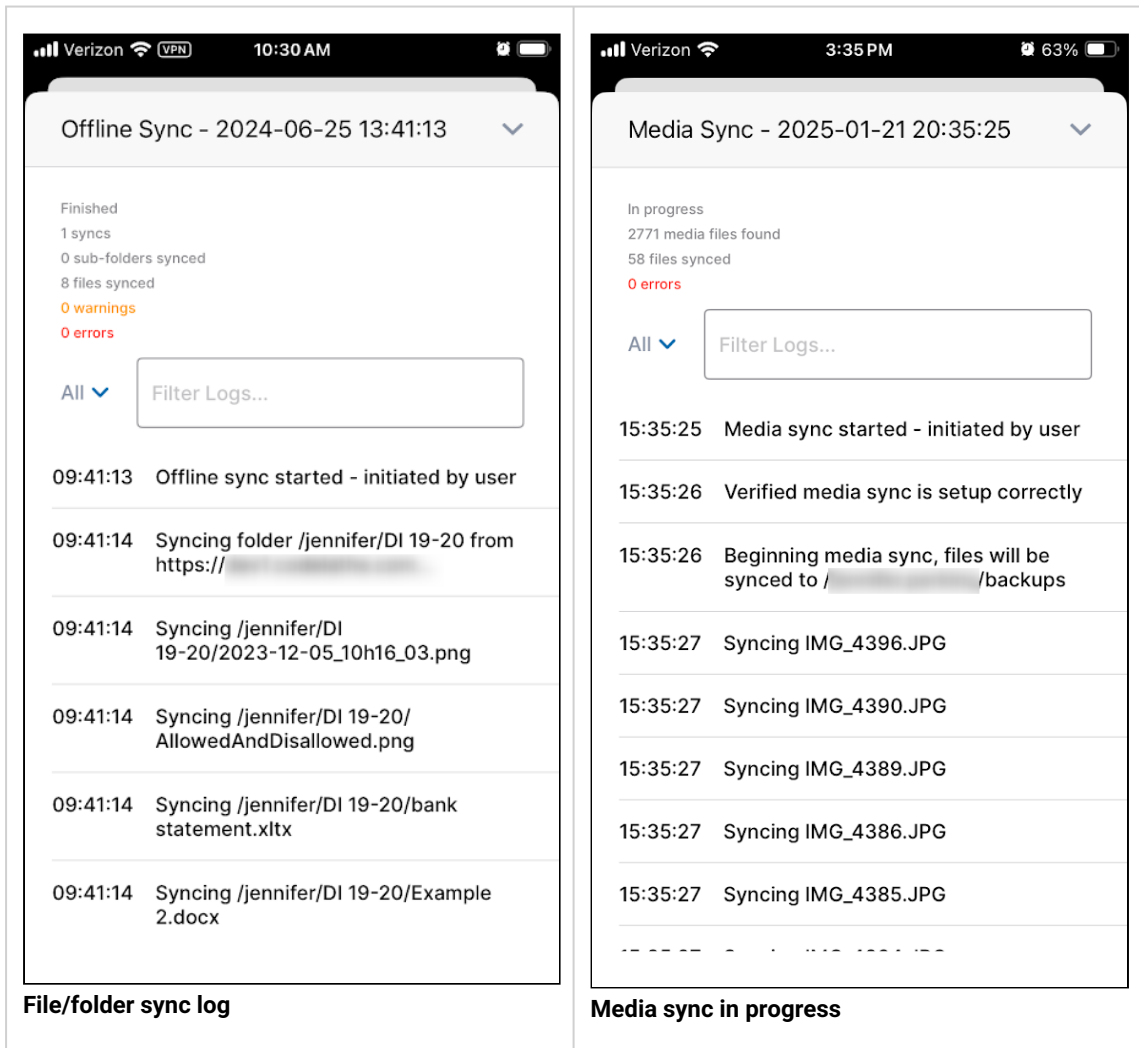 Verizon VPN 10:30 AM
Offline Sync - 2024-06-25 13:41:13
Finished
1 syncs
0 sub-folders synced
8 files synced
0 warnings
0 errors
All Filter Logs...
09:41:13 Offline sync started - initiated by user
09:41:14 Syncing folder /jennifer/DI 19-20 from
https://
09:41:14 Syncing /jennifer/DI
19-20/2023-12-05_10h16_03.png
09:41:14 Syncing /jennifer/DI 19-20/
AllowedAndDisallowed.png
09:41:14 Syncing /jennifer/DI 19-20/bank
statement.xltx
09:41:14 Syncing /jennifer/DI 19-20/Example
2.docx
File/folder sync log
Verizon 3:35 PM 63%
Media Sync - 2025-01-21 20:35:25
In progress
2771 media files found
58 files synced
0 errors
All Filter Logs...
15:35:25 Media sync started - initiated by user
15:35:26 Verified media sync is setup correctly
15:35:26 Beginning media sync, files will be
synced to / /backups
15:35:27 Syncing IMG_4396.JPG
15:35:27 Syncing IMG_4390.JPG
15:35:27 Syncing IMG_4389.JPG
15:35:27 Syncing IMG_4386.JPG
15:35:27 Syncing IMG_4385.JPG
Media sync in progress